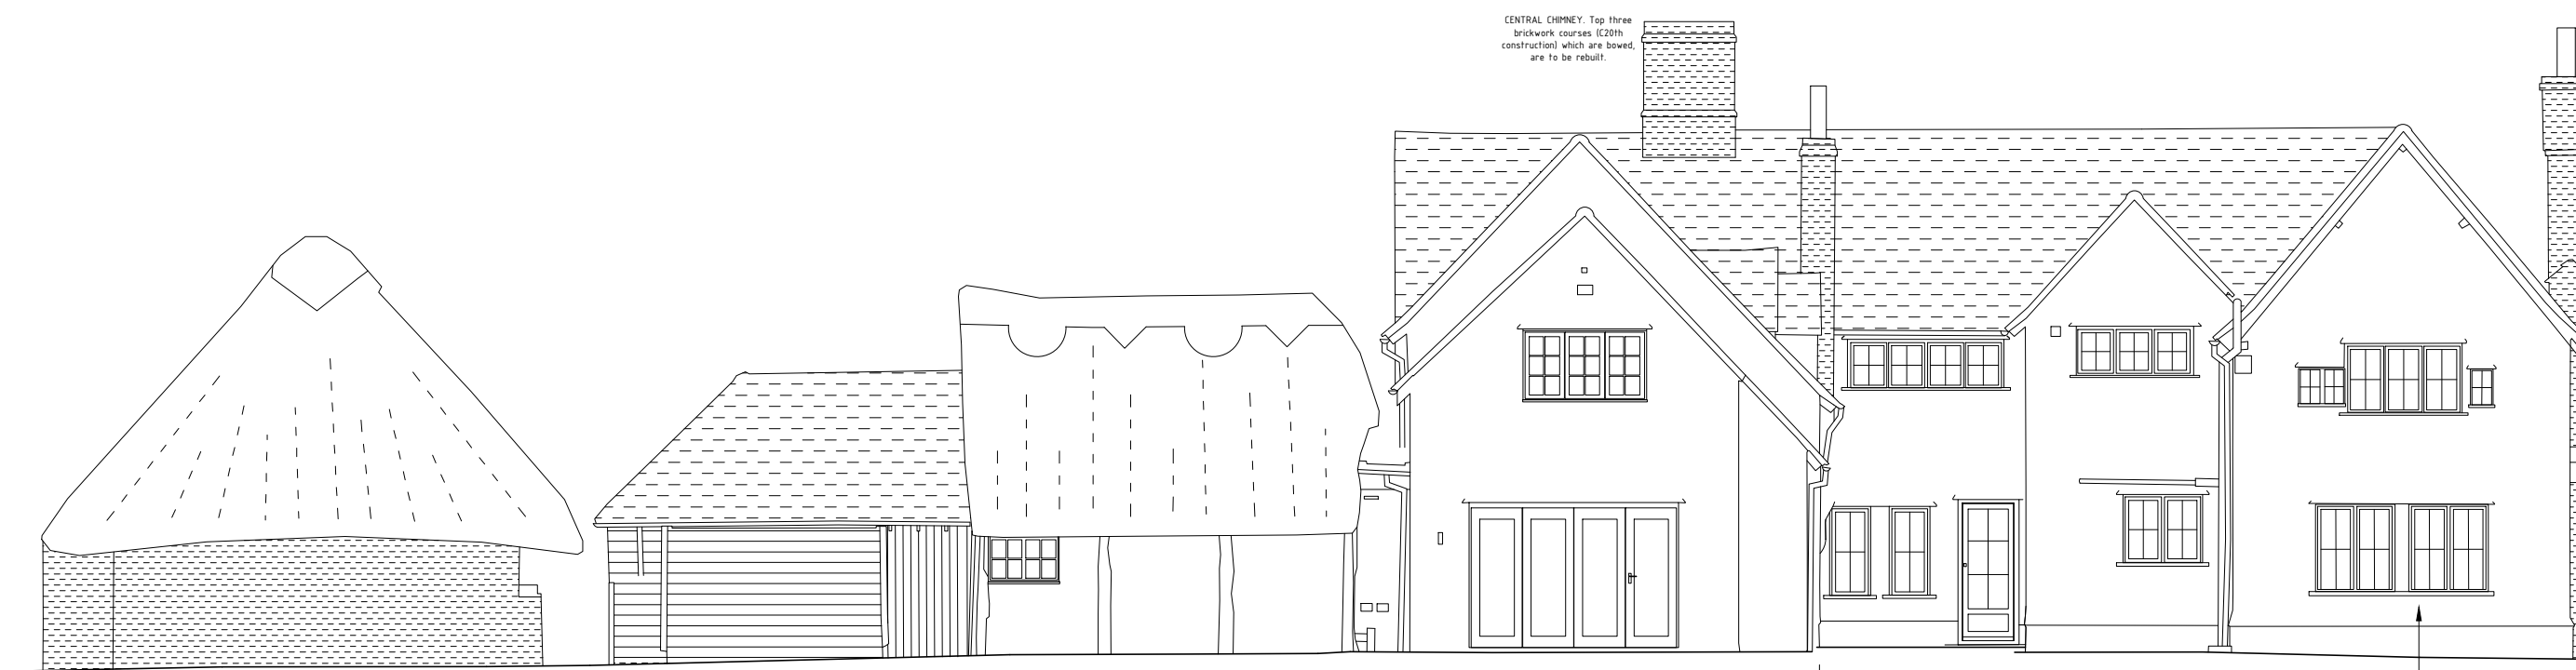 CENTRAL CHIMNEY. Top three
brickwork courses (C20th
construction) which are bowed,
are to be rebuilt.